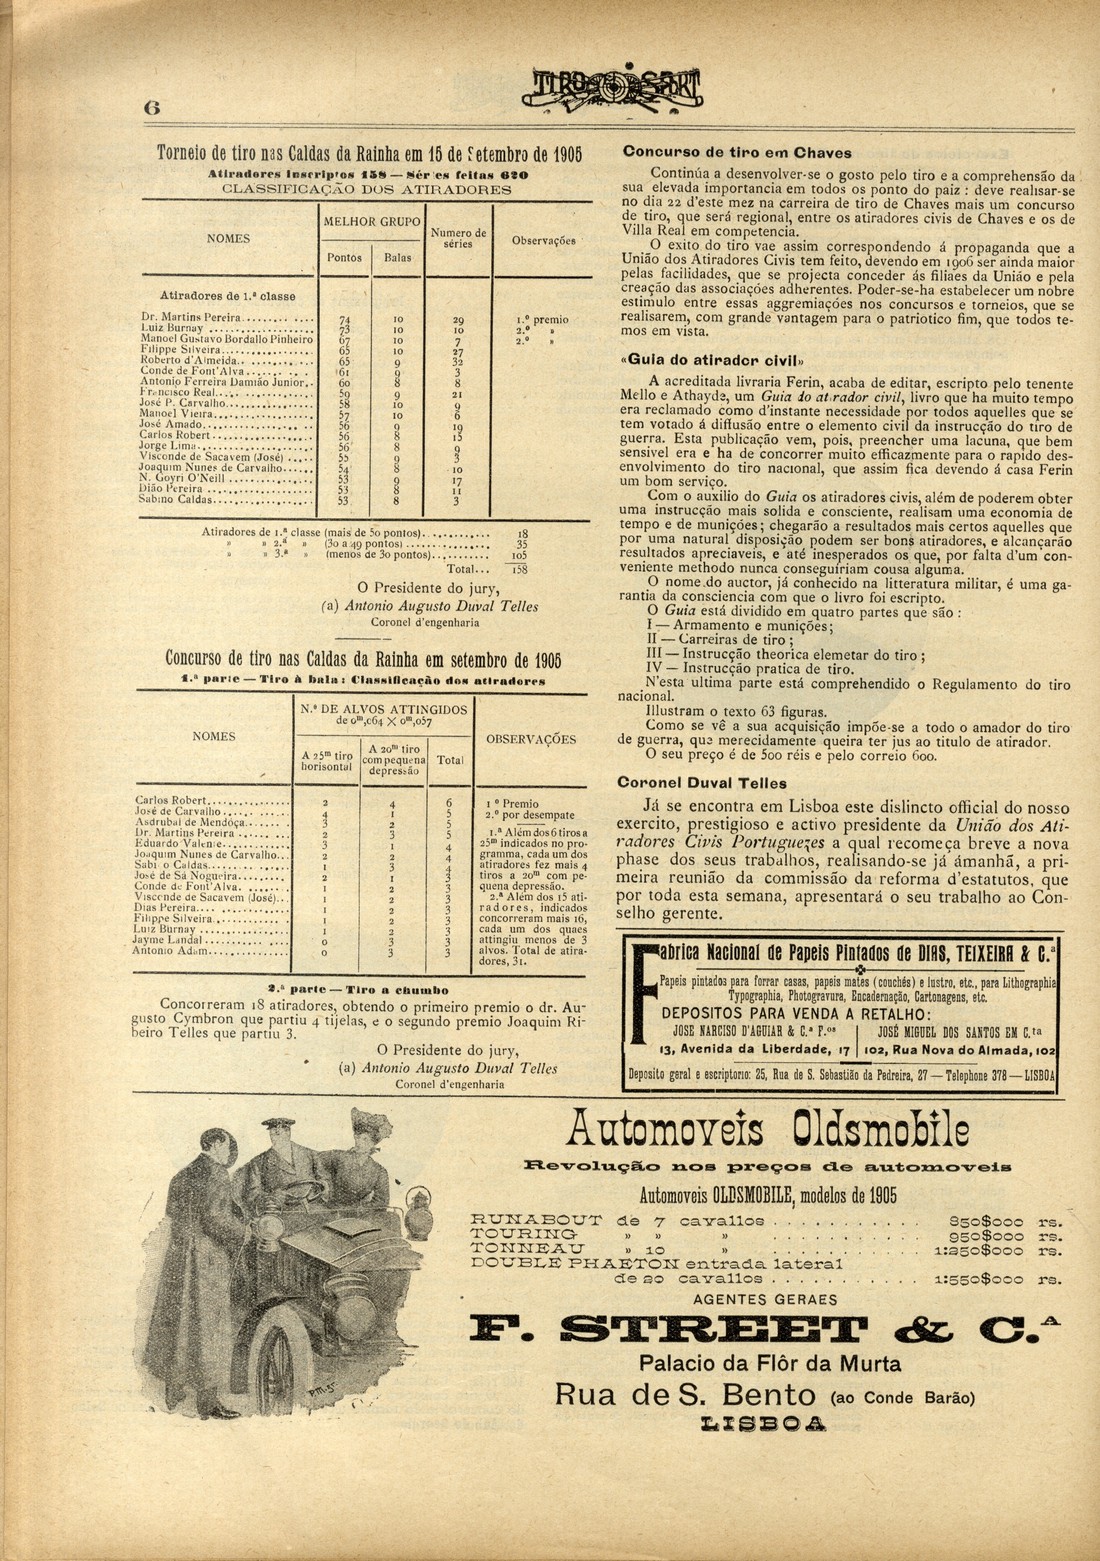 6
TIRO SPORT
Torneio de tiro nas Caldas da Rainha em 15 de Setembro de 1905
Atiradores inscriptos 158 — Séries feitas 620
CLASSIFICAÇÃO DOS ATIRADORES
NOMES | MELHOR GRUPO | Numero de séries | Observações
Pontos | Balas
Atiradores de 1.ª classe
Dr. Martins Pereira | 74 | 10 | 29 | 1.º premio
Luiz Burnay | 73 | 10 | 10 | 2.º »
Manoel Gustavo Bordallo Pinheiro | 67 | 10 | 7 | 2.º »
Filippe Silveira | 65 | 10 | 27
Roberto d'Almeida | 65 | 9 | 32
Conde de Font'Alva | 61 | 9 | 3
Antonio Ferreira Damião Junior | 60 | 8 | 8
Francisco Real | 59 | 9 | 21
José P. Carvalho | 58 | 10 | 9
Manoel Vieira | 57 | 10 | 6
José Amado | 56 | 9 | 19
Carlos Robert | 56 | 8 | 15
Jorge Lima | 56 | 8 | 9
Visconde de Sacavem (José) | 55 | 9 | 3
Joaquim Nunes de Carvalho | 54 | 8 | 10
N. Goyri O'Neill | 53 | 9 | 17
Dião Pereira | 53 | 8 | 11
Sabino Caldas | 53 | 8 | 3
Atiradores de 1.ª classe (mais de 50 pontos) 18
» » 2.ª » (30 a 49 pontos) 35
» » 3.ª » (menos de 30 pontos) 105
Total... 158
O Presidente do jury,
(a) Antonio Augusto Duval Telles
Coronel d'engenharia
Concurso de tiro nas Caldas da Rainha em setembro de 1905
1.ª parte — Tiro á bala: Classificação dos atiradores
NOMES | N.º DE ALVOS ATTINGIDOS de 0m,064 X 0m,057 | OBSERVAÇÕES
A 25m tiro horisontal | A 20m tiro com pequena depressão | Total
Carlos Robert | 2 | 4 | 6
José de Carvalho | 4 | 1 | 5
Asdrubal de Mendóça | 3 | 2 | 5
Dr. Martins Pereira | 2 | 3 | 5
Eduardo Valente | 3 | 1 | 4
Joaquim Nunes de Carvalho | 2 | 2 | 4
Sabino Caldas | 1 | 3 | 4
José de Sá Nogueira | 2 | 1 | 3
Conde de Font'Alva | 1 | 2 | 3
Visconde de Sacavem (José) | 1 | 2 | 3
Dias Pereira | 1 | 2 | 3
Filippe Silveira | 1 | 2 | 3
Luiz Burnay | 1 | 2 | 3
Jayme Landal | 0 | 3 | 3
Antonio Adam | 0 | 3 | 3
1.º Premio
2.º por desempate
1.ª Além dos 6 tiros a
25m indicados no pro-
gramma, cada um dos
atiradores fez mais 4
tiros a 20m com pe-
quena depressão.
2.ª Além dos 15 ati-
radores, indicados
concorreram mais 16,
cada um dos quaes
attingiu menos de 3
alvos. Total de atira-
dores, 31.
2.ª parte — Tiro a chumbo
Concorreram 18 atiradores, obtendo o primeiro premio o dr. Au-
gusto Cymbron que partiu 4 tijelas, e o segundo premio Joaquim Ri-
beiro Telles que partiu 3.
O Presidente do jury,
(a) Antonio Augusto Duval Telles
Coronel d'engenharia
Concurso de tiro em Chaves
Continúa a desenvolver-se o gosto pelo tiro e a comprehensão da
sua elevada importancia em todos os ponto do paiz : deve realisar-se
no dia 22 d'este mez na carreira de tiro de Chaves mais um concurso
de tiro, que será regional, entre os atiradores civis de Chaves e os de
Villa Real em competencia.
O exito do tiro vae assim correspondendo á propaganda que a
União dos Atiradores Civis tem feito, devendo em 1906 ser ainda maior
pelas facilidades, que se projecta conceder ás filiaes da União e pela
creação das associações adherentes. Poder-se-ha estabelecer um nobre
estimulo entre essas aggremiações nos concursos e torneios, que se
realisarem, com grande vantagem para o patriotico fim, que todos te-
mos em vista.
«Guia do atirador civil»
A acreditada livraria Ferin, acaba de editar, escripto pelo tenente
Mello e Athayde, um Guia do atirador civil, livro que ha muito tempo
era reclamado como d'instante necessidade por todos aquelles que se
tem votado á diffusão entre o elemento civil da instrucção do tiro de
guerra. Esta publicação vem, pois, preencher uma lacuna, que bem
sensivel era e ha de concorrer muito efficazmente para o rapido des-
envolvimento do tiro nacional, que assim fica devendo á casa Ferin
um bom serviço.
Com o auxilio do Guia os atiradores civis, além de poderem obter
uma instrucção mais solida e consciente, realisam uma economia de
tempo e de munições; chegarão a resultados mais certos aquelles que
por uma natural disposição podem ser bons atiradores, e alcançarão
resultados apreciaveis, e até inesperados os que, por falta d'um con-
veniente methodo nunca conseguiriam cousa alguma.
O nome do auctor, já conhecido na litteratura militar, é uma ga-
rantia da consciencia com que o livro foi escripto.
O Guia está dividido em quatro partes que são :
I — Armamento e munições;
II — Carreiras de tiro ;
III — Instrucção theorica elemetar do tiro ;
IV — Instrucção pratica de tiro.
N'esta ultima parte está comprehendido o Regulamento do tiro
nacional.
Illustram o texto 63 figuras.
Como se vê a sua acquisição impõe-se a todo o amador do tiro
de guerra, que merecidamente queira ter jus ao titulo de atirador.
O seu preço é de 500 réis e pelo correio 600.
Coronel Duval Telles
Já se encontra em Lisboa este dislincto official do nosso
exercito, prestigioso e activo presidente da União dos Ati-
radores Civis Portuguezes a qual recomeça breve a nova
phase dos seus trabalhos, realisando-se já ámanhã, a pri-
meira reunião da commissão da reforma d'estatutos, que
por toda esta semana, apresentará o seu trabalho ao Con-
selho gerente.
Fabrica Nacional de Papeis Pintados de DIAS, TEIXEIRA & C.ª
Papeis pintados para forrar casas, papeis mates (couchés) e lustro, etc., para Lithographia
Typographia, Photogravura, Encadernação, Cartonagens, etc.
DEPOSITOS PARA VENDA A RETALHO:
JOSE NARCISO D'AGUIAR & C.ª F.os | JOSÉ MIGUEL DOS SANTOS EM C.ta
13, Avenida da Liberdade, 17 | 102, Rua Nova do Almada, 102
Deposito geral e escriptorio: 25, Rua de S. Sebastião da Pedreira, 27 — Telephone 378 — LISBOA
Automoveis Oldsmobile
Revolução nos preços de automoveis
Automoveis OLDSMOBILE, modelos de 1905
RUNABOUT de 7 cavallos . . . . . . . . . . . 850$000 rs.
TOURING » » » . . . . . . . . . . . 950$000 rs.
TONNEAU » 10 » . . . . . . . . . . . 1:250$000 rs.
DOUBLE PHAETON entrada lateral
de 20 cavallos . . . . . . . . . . . 1:550$000 rs.
AGENTES GERAES
F. STREET & C.A
Palacio da Flôr da Murta
Rua de S. Bento (ao Conde Barão)
LISBOA